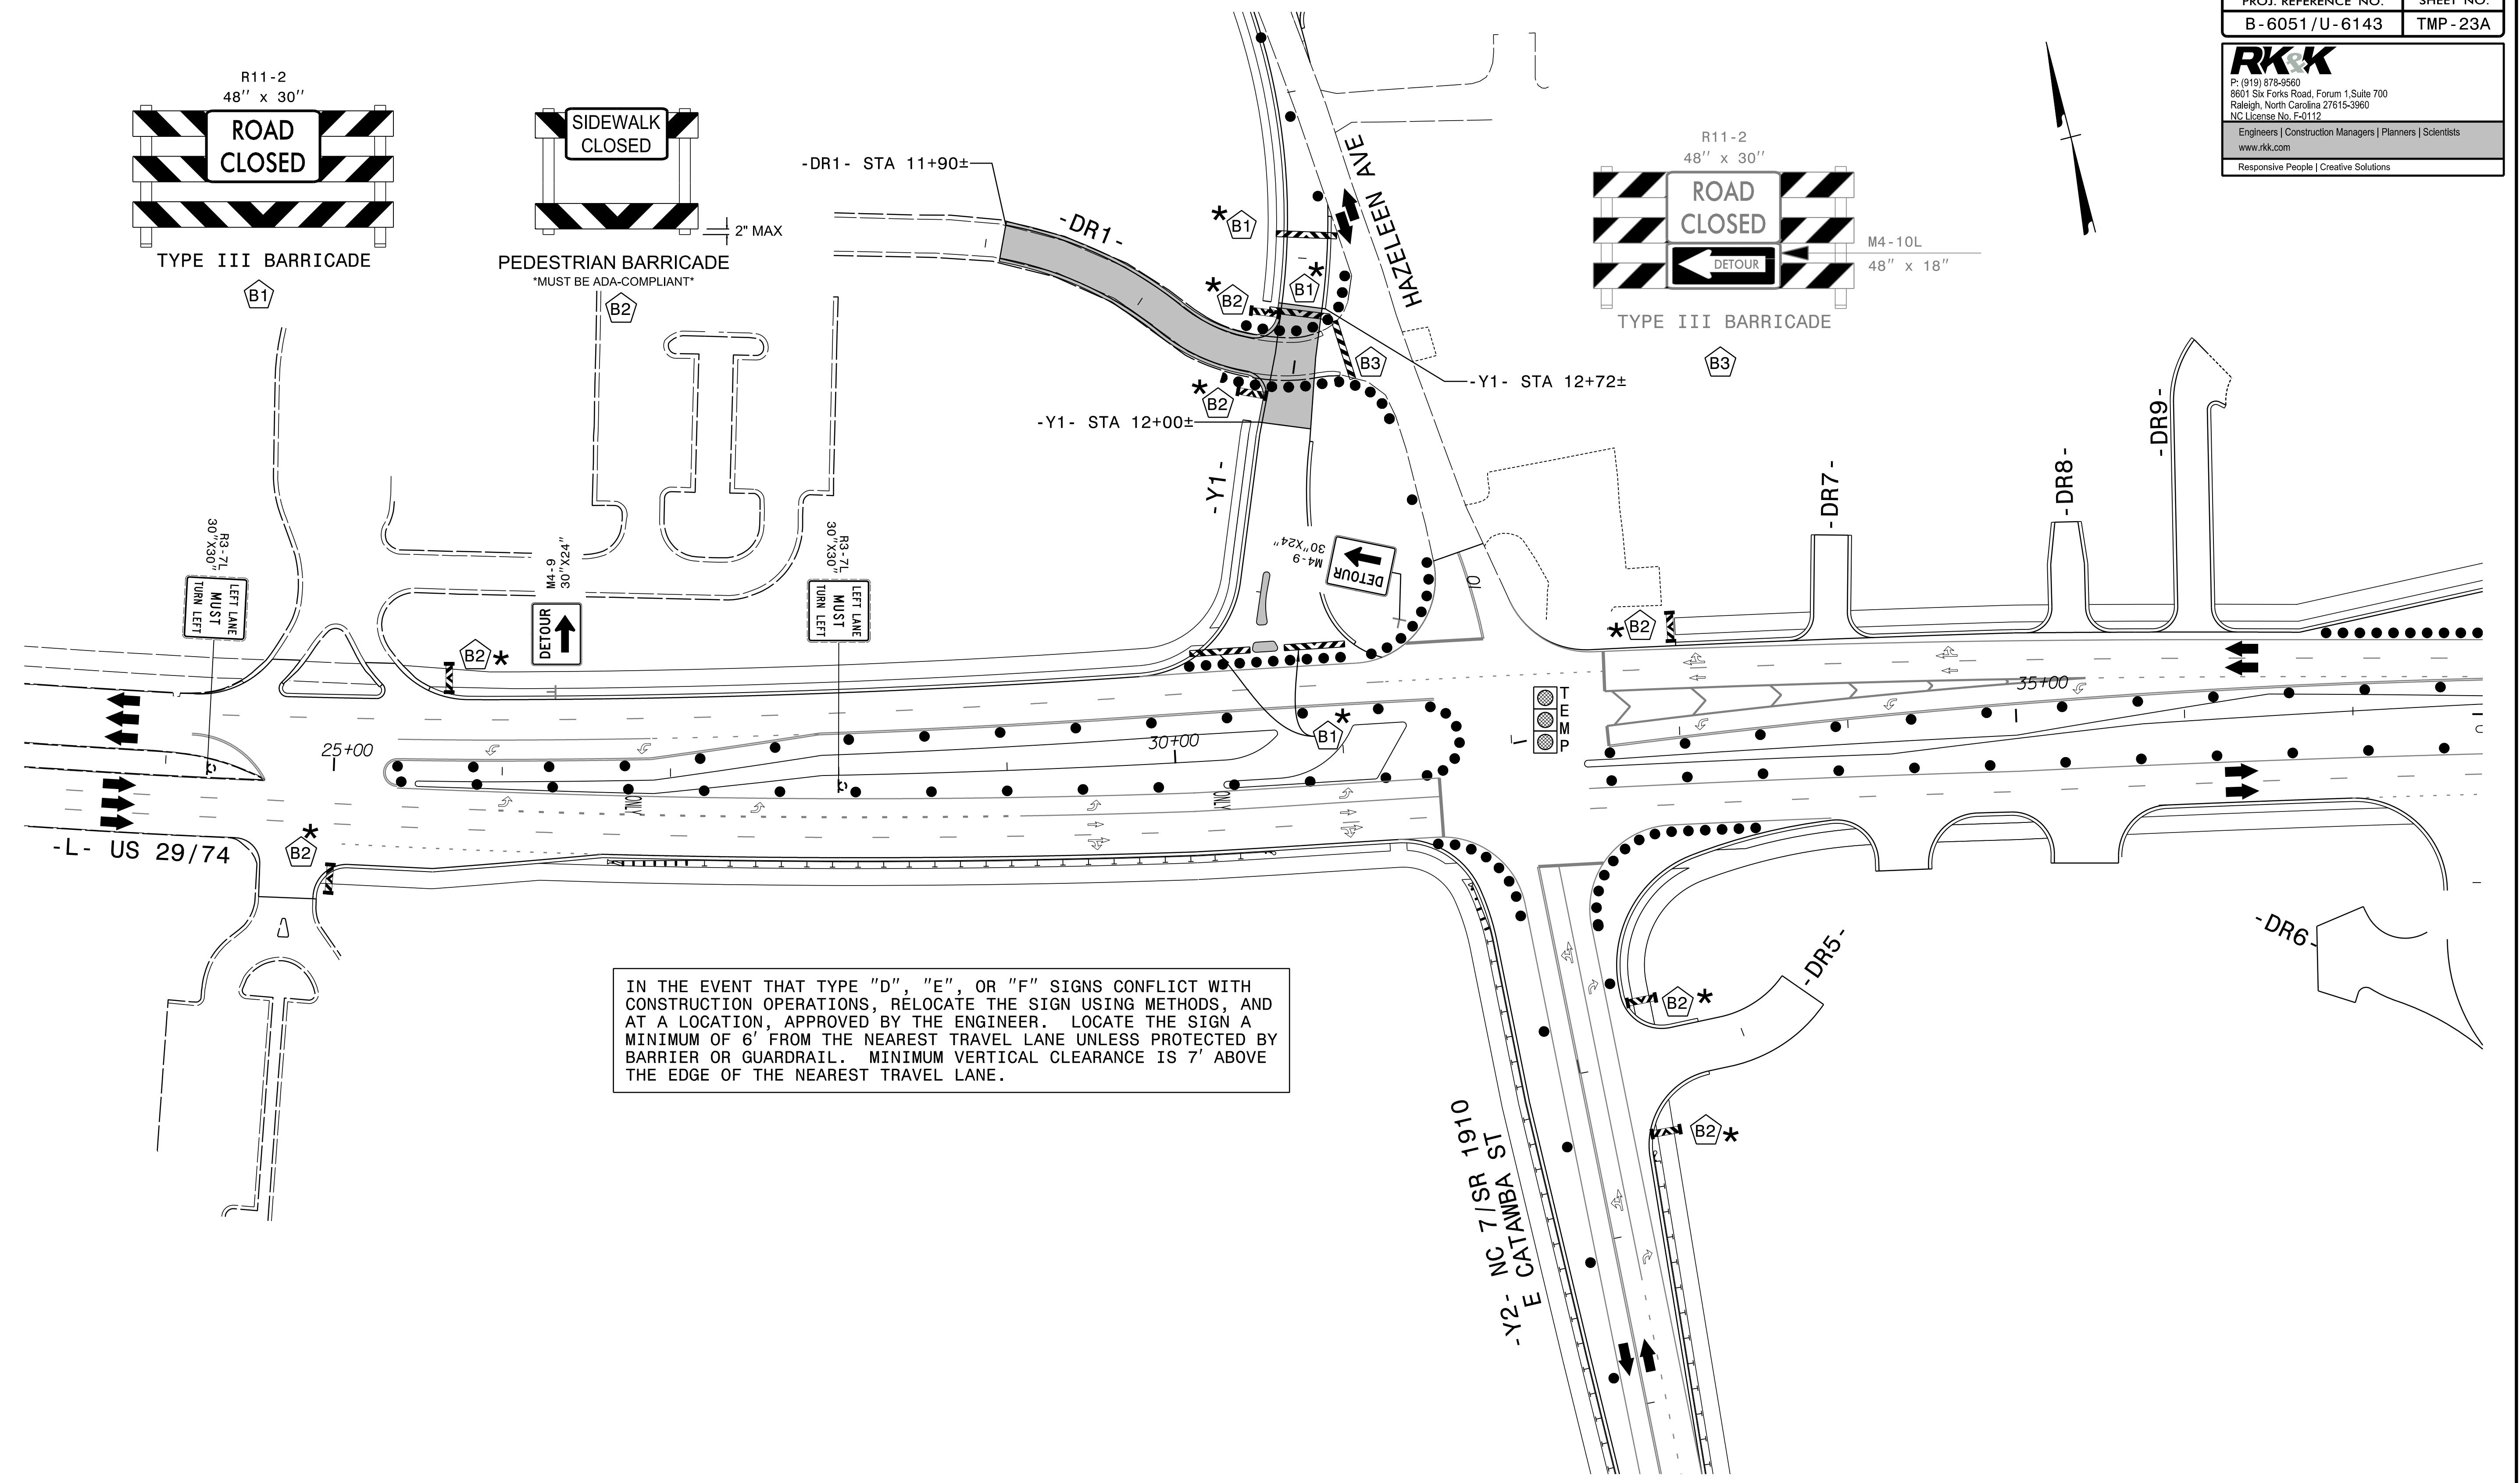 PROJ. REFERENCE NO.
SHEET NO.
B-6051/U-6143
TMP-23A
RK&K
P: (919) 878-9560
8601 Six Forks Road, Forum 1,Suite 700
Raleigh, North Carolina 27615-3960
NC License No. F-0112
Engineers | Construction Managers | Planners | Scientists
www.rkk.com
Responsive People | Creative Solutions
R11-2
48" x 30"
ROAD
CLOSED
TYPE III BARRICADE
B1
SIDEWALK
CLOSED
2" MAX
PEDESTRIAN BARRICADE
*MUST BE ADA-COMPLIANT*
B2
R11-2
48" x 30"
ROAD
CLOSED
DETOUR
M4-10L
48" x 18"
TYPE III BARRICADE
B3
-DR1- STA 11+90±
-DR1-
HAZELEEN AVE
* B1
* B1
* B2
B3
* B2
-Y1- STA 12+72±
-Y1- STA 12+00±
-Y1-
-DR7-
-DR8-
-DR9-
R3-7L
30"X30"
LEFT LANE
MUST
TURN LEFT
M4-9
30"X24"
DETOUR
R3-7L
30"X30"
LEFT LANE
MUST
TURN LEFT
M4-9
30"X24"
DETOUR
10
B2 *
* B2
B1 *
TEMP
25+00
30+00
35+00
ONLY
ONLY
-L- US 29/74
B2 *
IN THE EVENT THAT TYPE "D", "E", OR "F" SIGNS CONFLICT WITH
CONSTRUCTION OPERATIONS, RELOCATE THE SIGN USING METHODS, AND
AT A LOCATION, APPROVED BY THE ENGINEER. LOCATE THE SIGN A
MINIMUM OF 6' FROM THE NEAREST TRAVEL LANE UNLESS PROTECTED BY
BARRIER OR GUARDRAIL. MINIMUM VERTICAL CLEARANCE IS 7' ABOVE
THE EDGE OF THE NEAREST TRAVEL LANE.
-DR5-
-DR6-
B2 *
B2 *
-Y2- NC 7/SR 1910
E CATAWBA ST